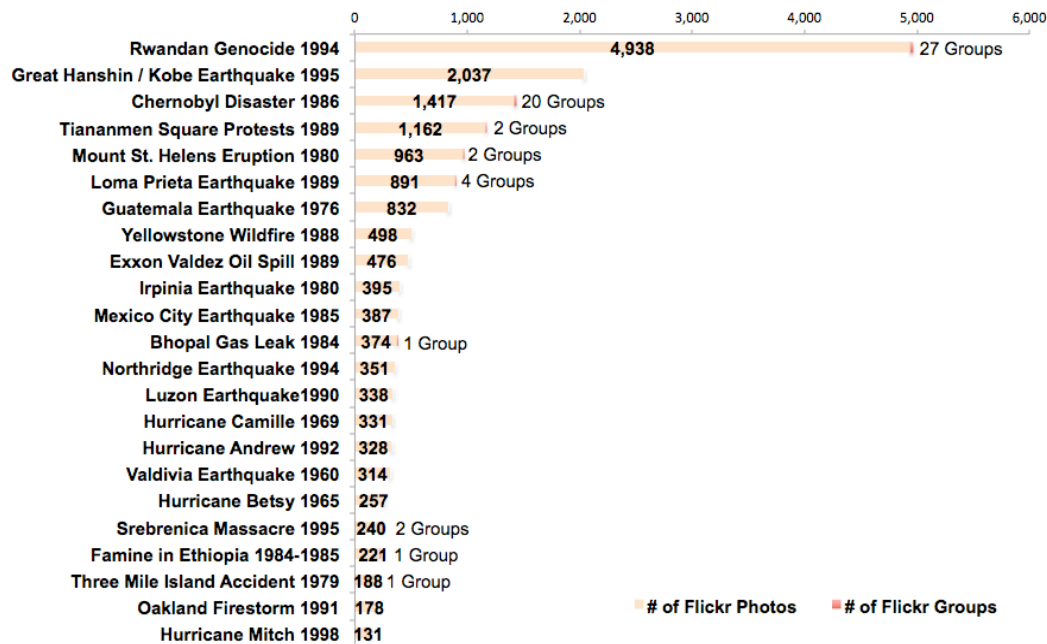 0 1,000 2,000 3,000 4,000 5,000 6,000
Rwandan Genocide 1994 4,938 27 Groups
Great Hanshin / Kobe Earthquake 1995 2,037
Chernobyl Disaster 1986 1,417 20 Groups
Tiananmen Square Protests 1989 1,162 2 Groups
Mount St. Helens Eruption 1980 963 2 Groups
Loma Prieta Earthquake 1989 891 4 Groups
Guatemala Earthquake 1976 832
Yellowstone Wildfire 1988 498
Exxon Valdez Oil Spill 1989 476
Irpinia Earthquake 1980 395
Mexico City Earthquake 1985 387
Bhopal Gas Leak 1984 374 1 Group
Northridge Earthquake 1994 351
Luzon Earthquake1990 338
Hurricane Camille 1969 331
Hurricane Andrew 1992 328
Valdivia Earthquake 1960 314
Hurricane Betsy 1965 257
Srebrenica Massacre 1995 240 2 Groups
Famine in Ethiopia 1984-1985 221 1 Group
Three Mile Island Accident 1979 188 1 Group
Oakland Firestorm 1991 178 # of Flickr Photos # of Flickr Groups
Hurricane Mitch 1998 131